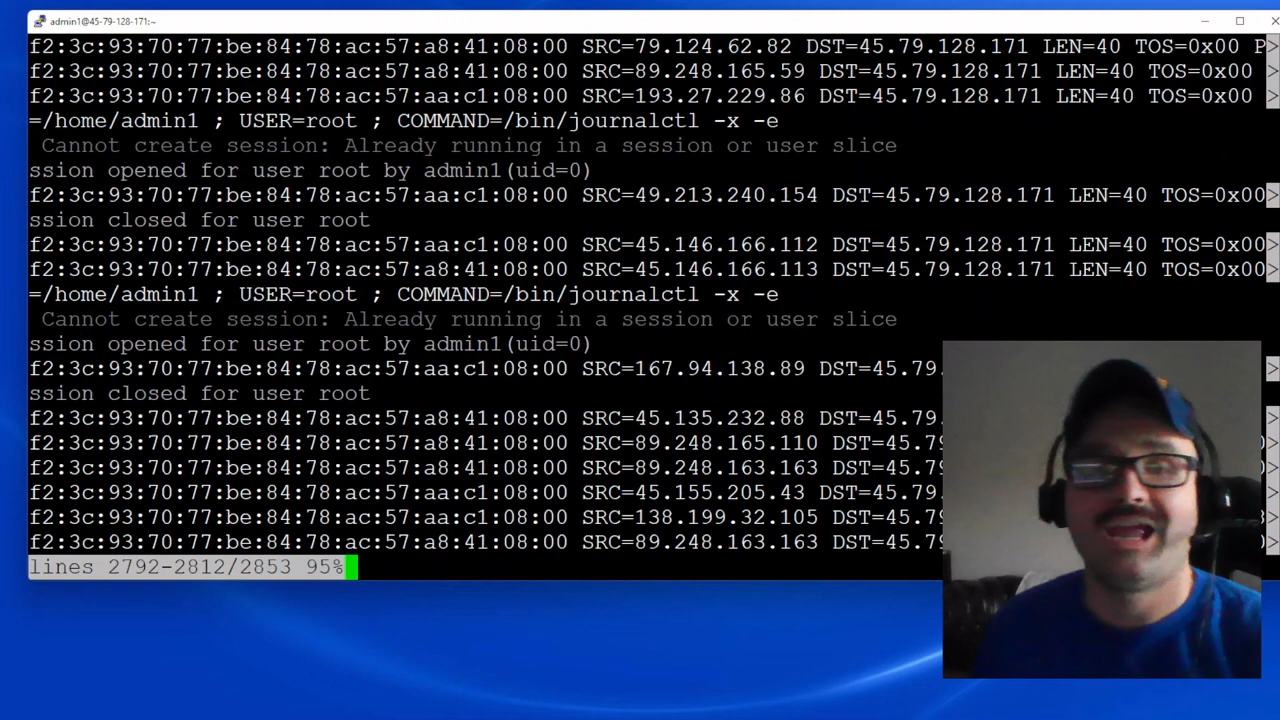 admin1@45-79-128-171:~
f2:3c:93:70:77:be:84:78:ac:57:a8:41:08:00 SRC=79.124.62.82 DST=45.79.128.171 LEN=40 TOS=0x00 P>
f2:3c:93:70:77:be:84:78:ac:57:a8:41:08:00 SRC=89.248.165.59 DST=45.79.128.171 LEN=40 TOS=0x00 >
f2:3c:93:70:77:be:84:78:ac:57:aa:c1:08:00 SRC=193.27.229.86 DST=45.79.128.171 LEN=40 TOS=0x00 >
=/home/admin1 ; USER=root ; COMMAND=/bin/journalctl -x -e
Cannot create session: Already running in a session or user slice
ssion opened for user root by admin1(uid=0)
f2:3c:93:70:77:be:84:78:ac:57:aa:c1:08:00 SRC=49.213.240.154 DST=45.79.128.171 LEN=40 TOS=0x00>
ssion closed for user root
f2:3c:93:70:77:be:84:78:ac:57:aa:c1:08:00 SRC=45.146.166.112 DST=45.79.128.171 LEN=40 TOS=0x00>
f2:3c:93:70:77:be:84:78:ac:57:aa:c1:08:00 SRC=45.146.166.113 DST=45.79.128.171 LEN=40 TOS=0x00>
=/home/admin1 ; USER=root ; COMMAND=/bin/journalctl -x -e
Cannot create session: Already running in a session or user slice
ssion opened for user root by admin1(uid=0)
f2:3c:93:70:77:be:84:78:ac:57:a8:41:08:00 SRC=167.94.138.89 DST=45.79. >
ssion closed for user root
f2:3c:93:70:77:be:84:78:ac:57:a8:41:08:00 SRC=45.135.232.88 DST=45.79. >
f2:3c:93:70:77:be:84:78:ac:57:a8:41:08:00 SRC=89.248.165.110 DST=45.79 >
f2:3c:93:70:77:be:84:78:ac:57:aa:c1:08:00 SRC=89.248.163.163 DST=45.79 >
f2:3c:93:70:77:be:84:78:ac:57:aa:c1:08:00 SRC=45.155.205.43 DST=45.79. >
f2:3c:93:70:77:be:84:78:ac:57:aa:c1:08:00 SRC=138.199.32.105 DST=45.79 >
f2:3c:93:70:77:be:84:78:ac:57:aa:c1:08:00 SRC=89.248.163.163 DST=45.79 >
lines 2792-2812/2853 95%